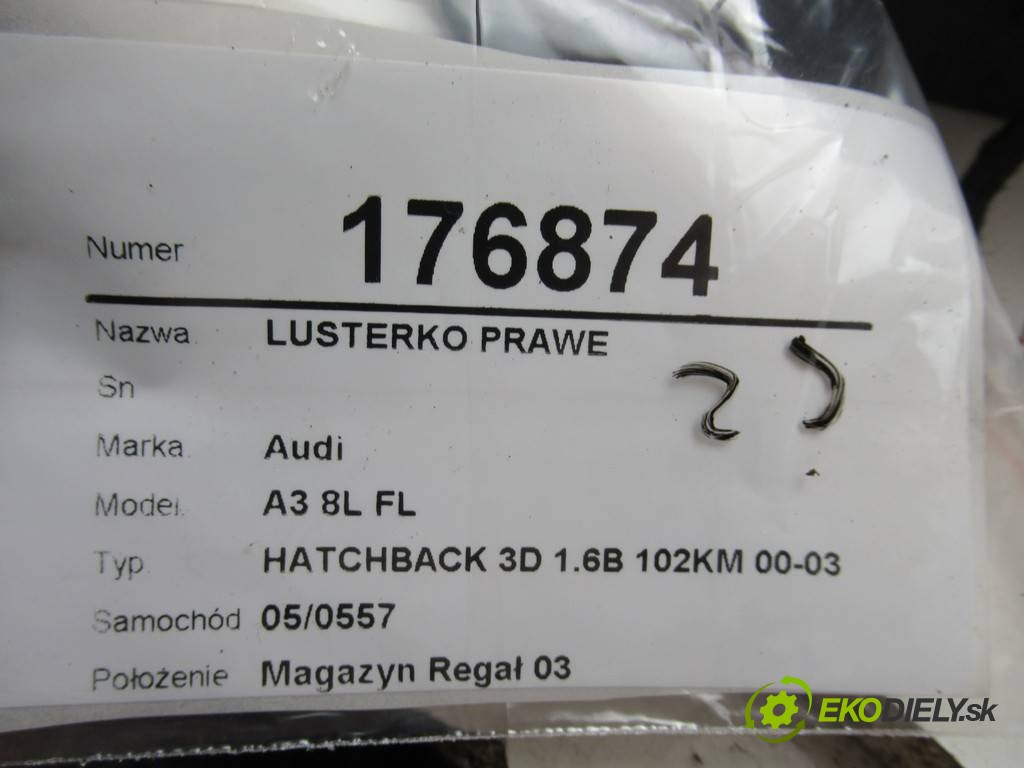 Numer 176874
Nazwa LUSTERKO PRAWE
Sn
Marka Audi
Model A3 8L FL
Typ HATCHBACK 3D 1.6B 102KM 00-03
Samochód 05/0557
Położenie Magazyn Regał 03
EKODIELY.sk